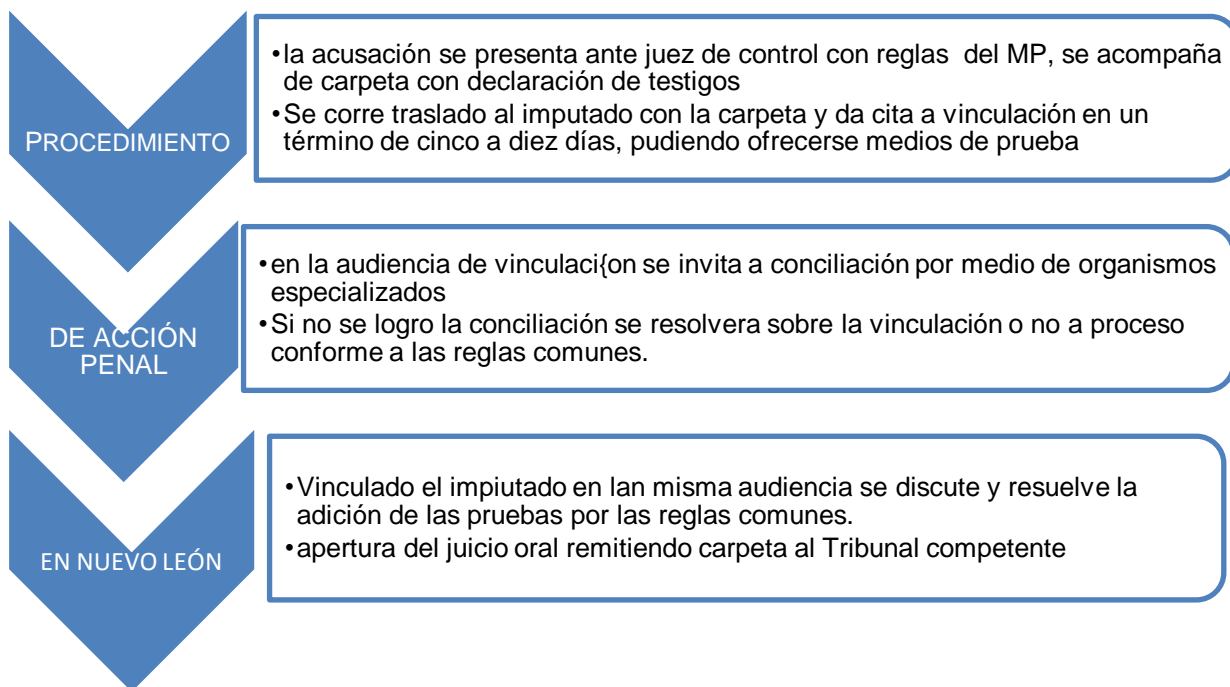 PROCEDIMIENTO
•la acusación se presenta ante juez de control con reglas  del MP, se acompaña
de carpeta con declaración de testigos
•Se corre traslado al imputado con la carpeta y da cita a vinculación en un
término de cinco a diez días, pudiendo ofrecerse medios de prueba
DE ACCIÓN
PENAL
•en la audiencia de vinculaci{on se invita a conciliación por medio de organismos
especializados
•Si no se logro la conciliación se resolvera sobre la vinculación o no a proceso
conforme a las reglas comunes.
EN NUEVO LEÓN
•Vinculado el impiutado en lan misma audiencia se discute y resuelve la
adición de las pruebas por las reglas comunes.
•apertura del juicio oral remitiendo carpeta al Tribunal competente